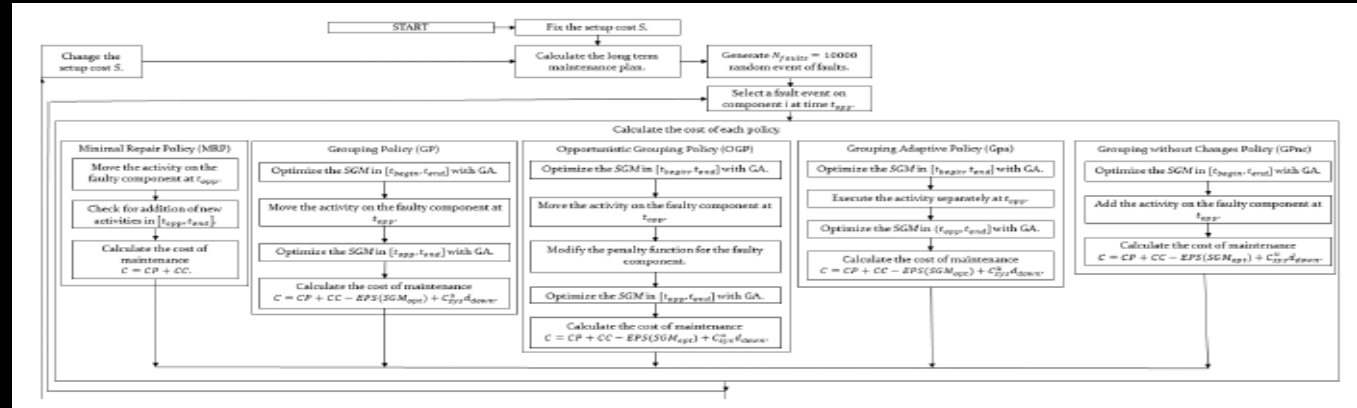 START
Fix the setup cost S.
Change the
setup cost S.
Calculate the long term
maintenance plan.
Generate N_faults = 10000
random event of faults.
Select a fault event on
component i at time t_opp.
Calculate the cost of each policy.
Minimal Repair Policy (MRP)
Move the activity on the
faulty component at t_opp.
Check for addition of new
activities in [t_opp, t_end].
Calculate the cost of
maintenance
C = CP + CC.
Grouping Policy (GP)
Optimize the SGM in [t_begin, t_end] with GA.
Move the activity on the faulty component at
t_opp.
Optimize the SGM in [t_opp, t_end] with GA.
Calculate the cost of maintenance
C = CP + CC − EPS(SGM_opt) + C_sys^u d_down.
Opportunistic Grouping Policy (OGP)
Optimize the SGM in [t_begin, t_end] with GA.
Move the activity on the faulty component at
t_opp.
Modify the penalty function for the faulty
component.
Optimize the SGM in [t_opp, t_end] with GA.
Calculate the cost of maintenance
C = CP + CC − EPS(SGM_opt) + C_sys^u d_down.
Grouping Adaptive Policy (Gpa)
Optimize the SGM in [t_begin, t_end] with GA.
Execute the activity separately at t_opp.
Optimize the SGM in (t_opp, t_end] with GA.
Calculate the cost of maintenance
C = CP + CC − EPS(SGM_opt) + C_sys^u d_down.
Grouping without Changes Policy (GPnc)
Optimize the SGM in [t_begin, t_end] with GA.
Add the activity on the faulty component at
t_opp.
Calculate the cost of maintenance
C = CP + CC − EPS(SGM_opt) + C_sys^u d_down.